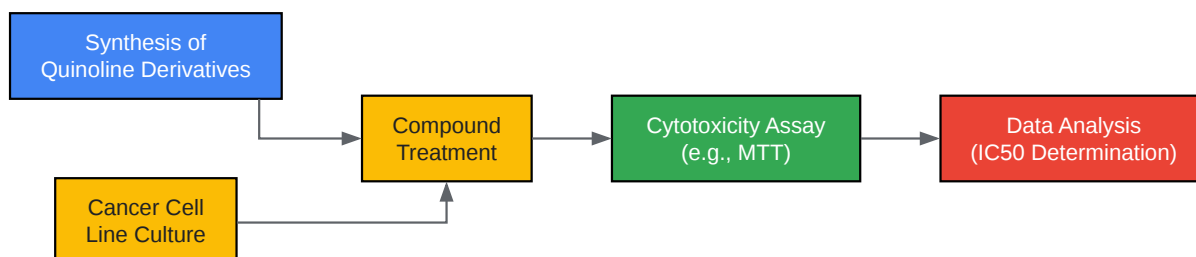 Synthesis of
Quinoline Derivatives
Compound
Treatment
Cytotoxicity Assay
(e.g., MTT)
Data Analysis
(IC50 Determination)
Cancer Cell
Line Culture